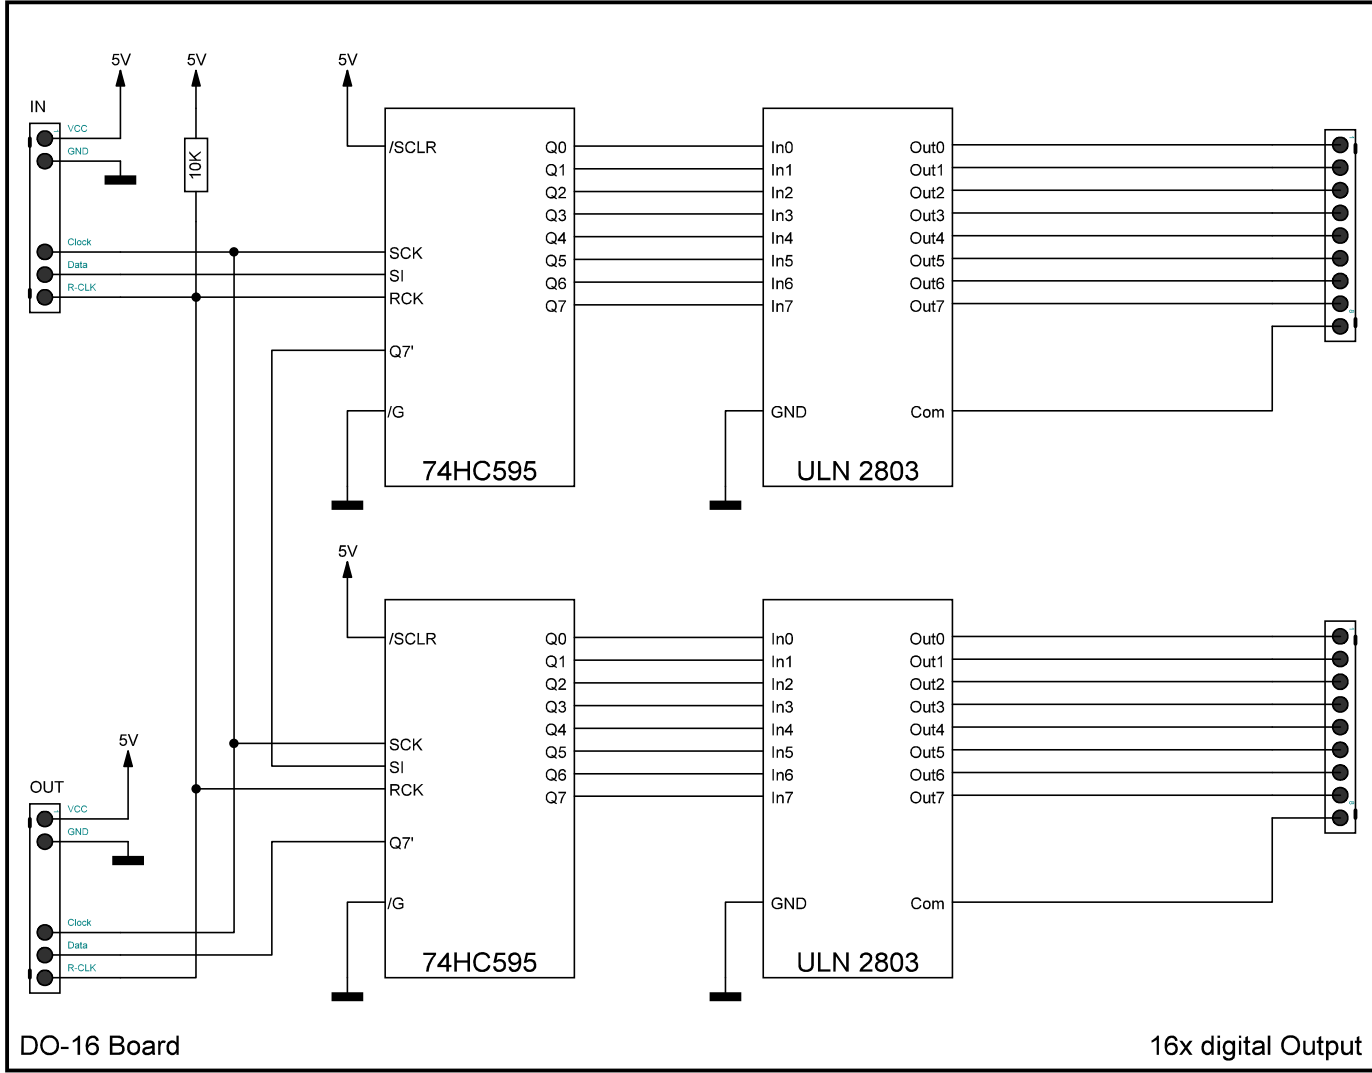 5V
5V
5V
IN
VCC
GND
10K
Clock
Data
R-CLK
/SCLR
SCK
SI
RCK
Q7'
/G
Q0
Q1
Q2
Q3
Q4
Q5
Q6
Q7
74HC595
In0
In1
In2
In3
In4
In5
In6
In7
GND
Out0
Out1
Out2
Out3
Out4
Out5
Out6
Out7
Com
ULN 2803
1
8
5V
/SCLR
SCK
SI
RCK
Q7'
/G
Q0
Q1
Q2
Q3
Q4
Q5
Q6
Q7
74HC595
In0
In1
In2
In3
In4
In5
In6
In7
GND
Out0
Out1
Out2
Out3
Out4
Out5
Out6
Out7
Com
ULN 2803
1
8
5V
OUT
VCC
GND
Clock
Data
R-CLK
DO-16 Board
16x digital Output